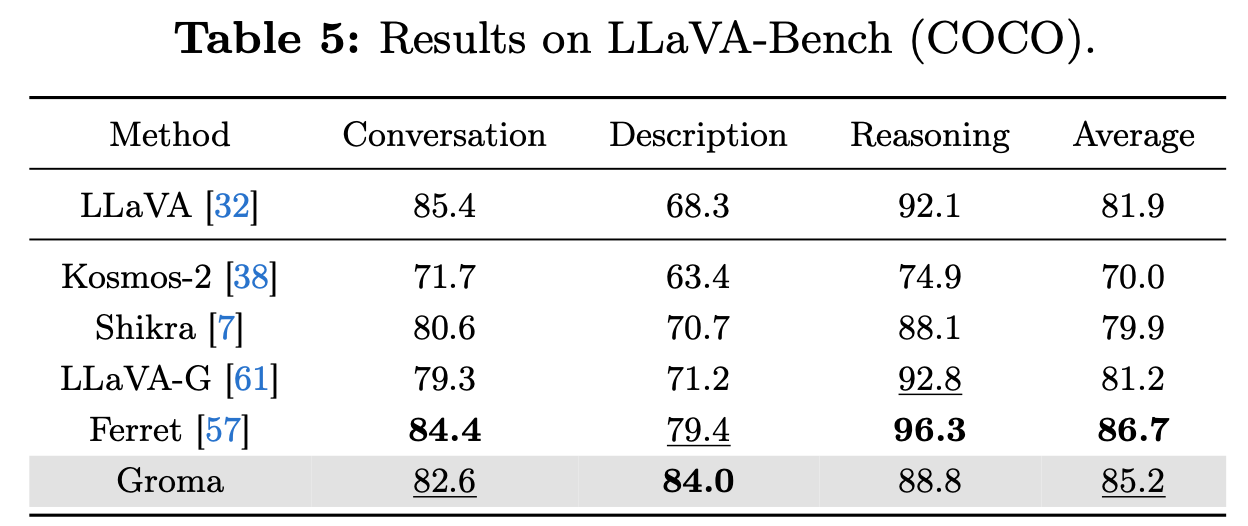 Table 5: Results on LLaVA-Bench (COCO).
Method Conversation Description Reasoning Average
LLaVA [32] 85.4 68.3 92.1 81.9
Kosmos-2 [38] 71.7 63.4 74.9 70.0
Shikra [7] 80.6 70.7 88.1 79.9
LLaVA-G [61] 79.3 71.2 92.8 81.2
Ferret [57] 84.4 79.4 96.3 86.7
Groma 82.6 84.0 88.8 85.2